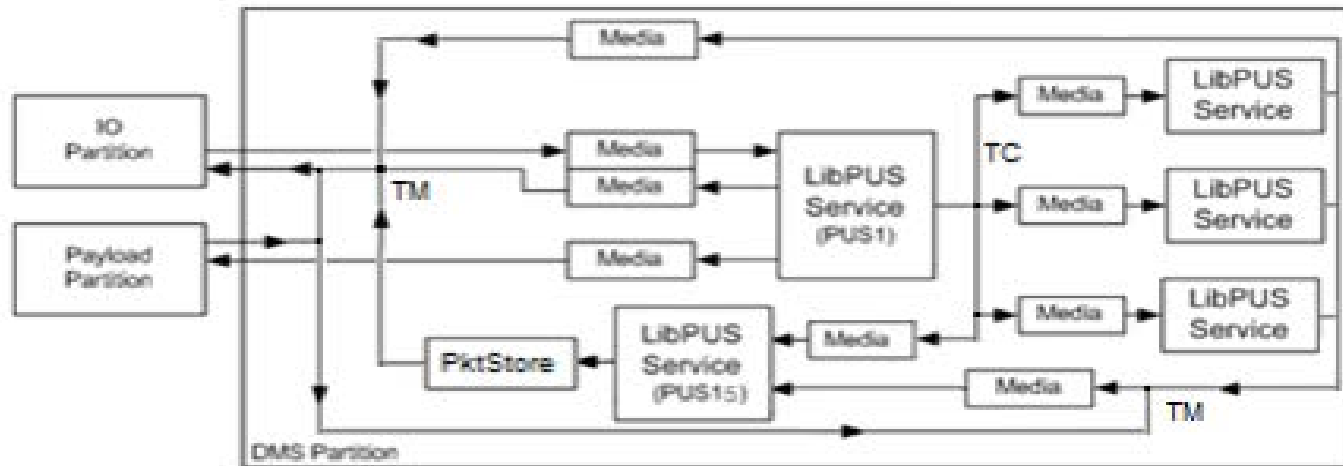 Media
IO
Partition
Media
LibPUS
Service
Media
TC
TM
Media
LibPUS
Service
(PUS1)
Media
LibPUS
Service
Payload
Partition
Media
Media
LibPUS
Service
PktStore
LibPUS
Service
(PUS15)
Media
Media
TM
DMS Partition